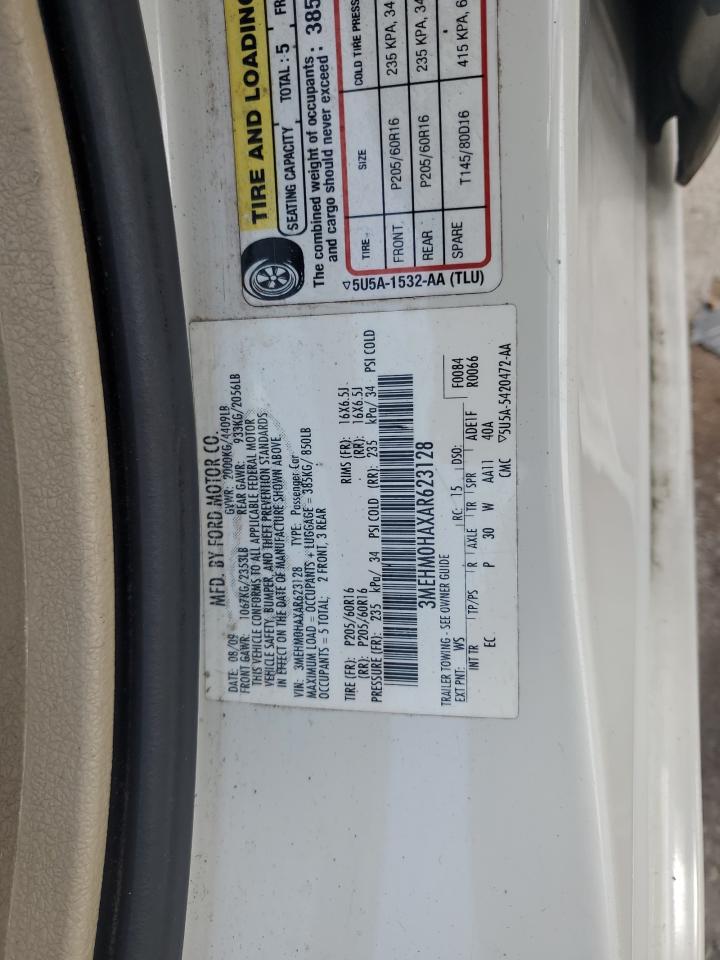 MFD. BY FORD MOTOR CO.
DATE: 08/09 GVWR: 2000KG/4409LB
FRONT GAWR: 1067KG/2353LB REAR GAWR: 933KG/2056LB
THIS VEHICLE CONFORMS TO ALL APPLICABLE FEDERAL MOTOR
VEHICLE SAFETY, BUMPER, AND THEFT PREVENTION STANDARDS
IN EFFECT ON THE DATE OF MANUFACTURE SHOWN ABOVE.
VIN: 3MEHM0HAXAR623128 TYPE: Passenger Car
MAXIMUM LOAD = OCCUPANTS + LUGGAGE = 385KG/ 850LB
OCCUPANTS = 5 TOTAL: 2 FRONT, 3 REAR
TIRE (FR): P205/60R16 RIMS (FR): 16X6.5J
(RR): P205/60R16 (RR): 16X6.5J
PRESSURE (FR): 235 kPa/ 34 PSI COLD (RR): 235 kPa/ 34 PSI COLD
3MEHM0HAXAR623128
TRAILER TOWING - SEE OWNER GUIDE
F0084
R0066
EXT PNT: WS RC: 15 DSO:
INT TR TP/PS R AXLE TR SPR ADE1F
EC P 30 W AA11 40A
CMC ▽5U5A-5420472-AA
TIRE AND LOADING
SEATING CAPACITY TOTAL : 5 FR
The combined weight of occupants
and cargo should never exceed : 385
TIRE SIZE COLD TIRE PRESS
FRONT P205/60R16 235 KPA, 34
REAR P205/60R16 235 KPA, 34
SPARE T145/80D16 415 KPA, 6
▽5U5A-1532-AA (TLU)